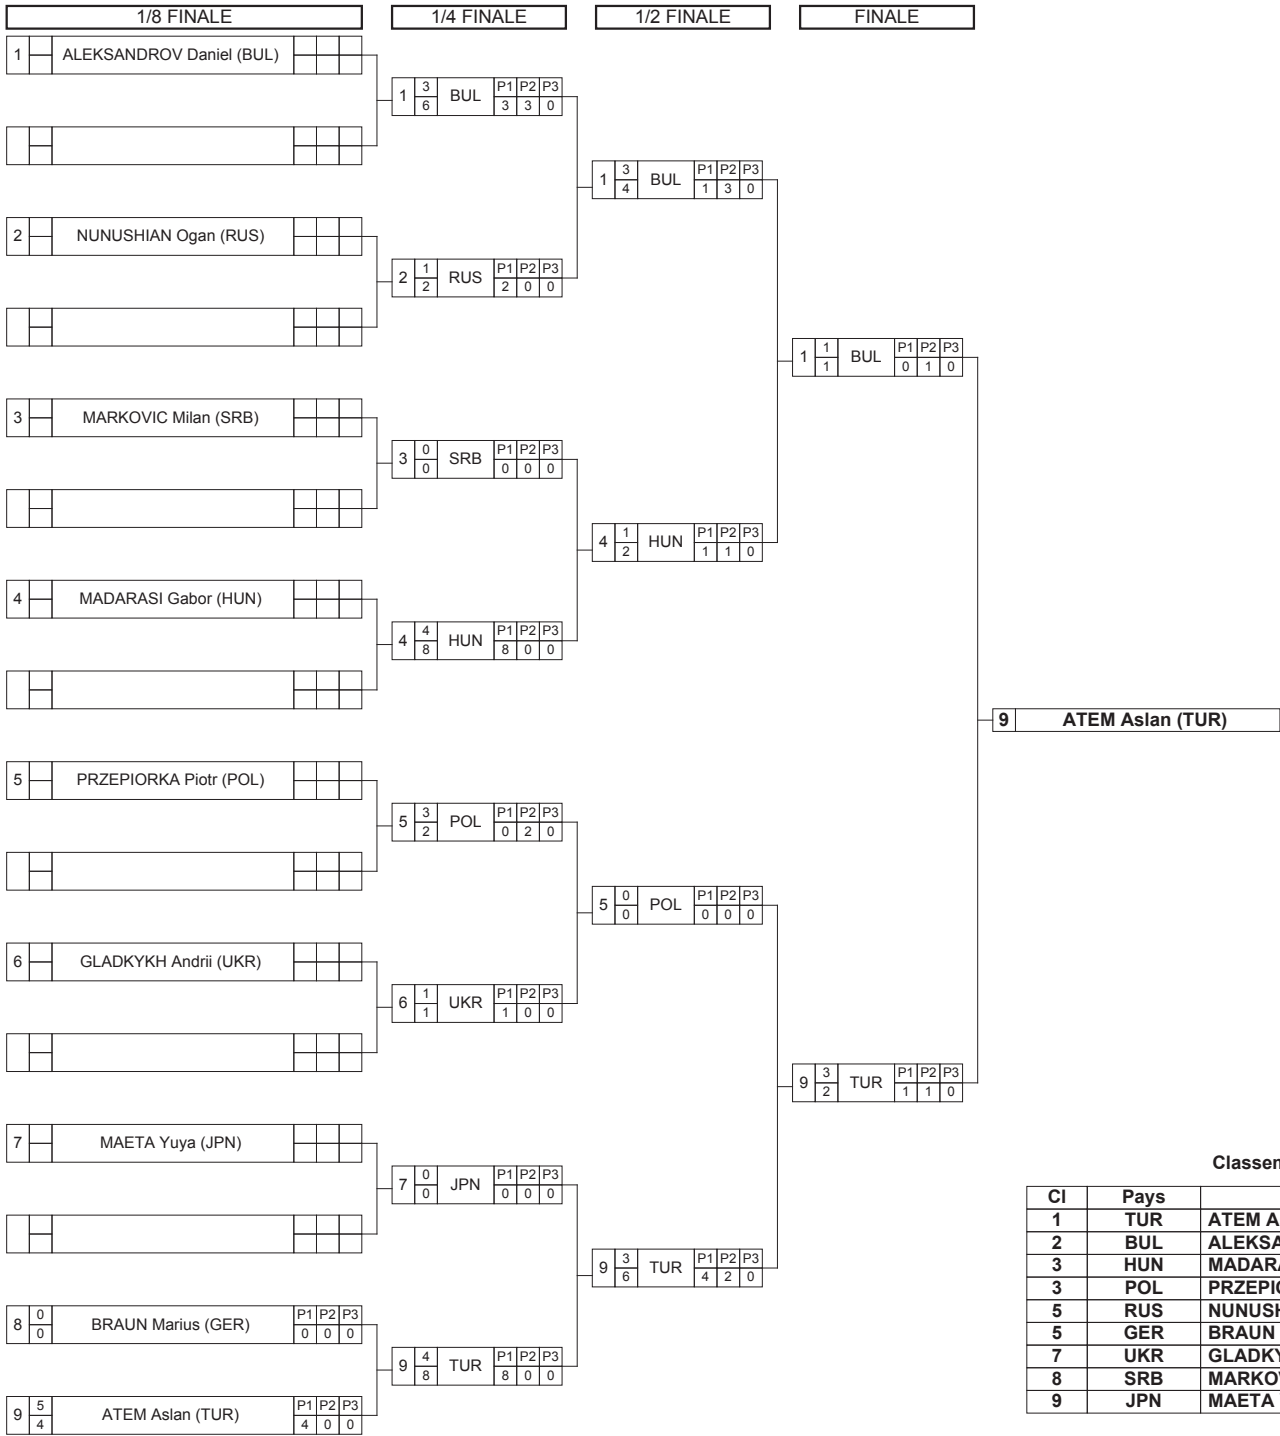 1/8 FINALE 1/4 FINALE 1/2 FINALE FINALE
1 ALEKSANDROV Daniel (BUL)
1 3 6 BUL P1 P2 P3 3 3 0
1 3 4 BUL P1 P2 P3 1 3 0
2 NUNUSHIAN Ogan (RUS)
2 1 2 RUS P1 P2 P3 2 0 0
1 1 1 BUL P1 P2 P3 0 1 0
3 MARKOVIC Milan (SRB)
3 0 0 SRB P1 P2 P3 0 0 0
4 1 2 HUN P1 P2 P3 1 1 0
4 MADARASI Gabor (HUN)
4 4 8 HUN P1 P2 P3 8 0 0
9 ATEM Aslan (TUR)
5 PRZEPIORKA Piotr (POL)
5 3 2 POL P1 P2 P3 0 2 0
5 0 0 POL P1 P2 P3 0 0 0
6 GLADKYKH Andrii (UKR)
6 1 1 UKR P1 P2 P3 1 0 0
9 3 2 TUR P1 P2 P3 1 1 0
7 MAETA Yuya (JPN)
7 0 0 JPN P1 P2 P3 0 0 0
9 3 6 TUR P1 P2 P3 4 2 0
8 0 0 BRAUN Marius (GER) P1 P2 P3 0 0 0
9 4 8 TUR P1 P2 P3 8 0 0
9 5 4 ATEM Aslan (TUR) P1 P2 P3 4 0 0
Classem
Cl Pays
1 TUR ATEM A
2 BUL ALEKSA
3 HUN MADARA
3 POL PRZEPIO
5 RUS NUNUSH
5 GER BRAUN
7 UKR GLADKY
8 SRB MARKOV
9 JPN MAETA